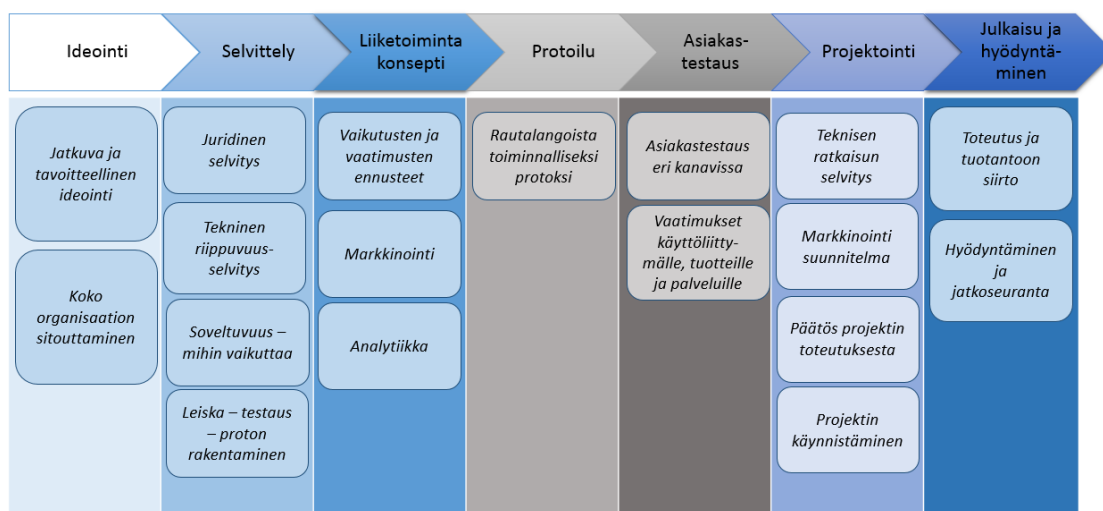 Ideointi
Selvittely
Liiketoiminta
konsepti
Protoilu
Asiakas-
testaus
Projektointi
Julkaisu ja
hyödyntä-
minen
Jatkuva ja
tavoitteellinen
ideointi
Koko
organisaation
sitouttaminen
Juridinen
selvitys
Tekninen
riippuvuus-
selvitys
Soveltuvuus –
mihin vaikuttaa
Leiska – testaus
– proton
rakentaminen
Vaikutusten ja
vaatimusten
ennusteet
Markkinointi
Analytiikka
Rautalangoista
toiminnalliseksi
protoksi
Asiakastestaus
eri kanavissa
Vaatimukset
käyttöliitty-
mälle, tuotteille
ja palveluille
Teknisen
ratkaisun
selvitys
Markkinointi
suunnitelma
Päätös projektin
toteutuksesta
Projektin
käynnistäminen
Toteutus ja
tuotantoon
siirto
Hyödyntäminen
ja
jatkoseuranta